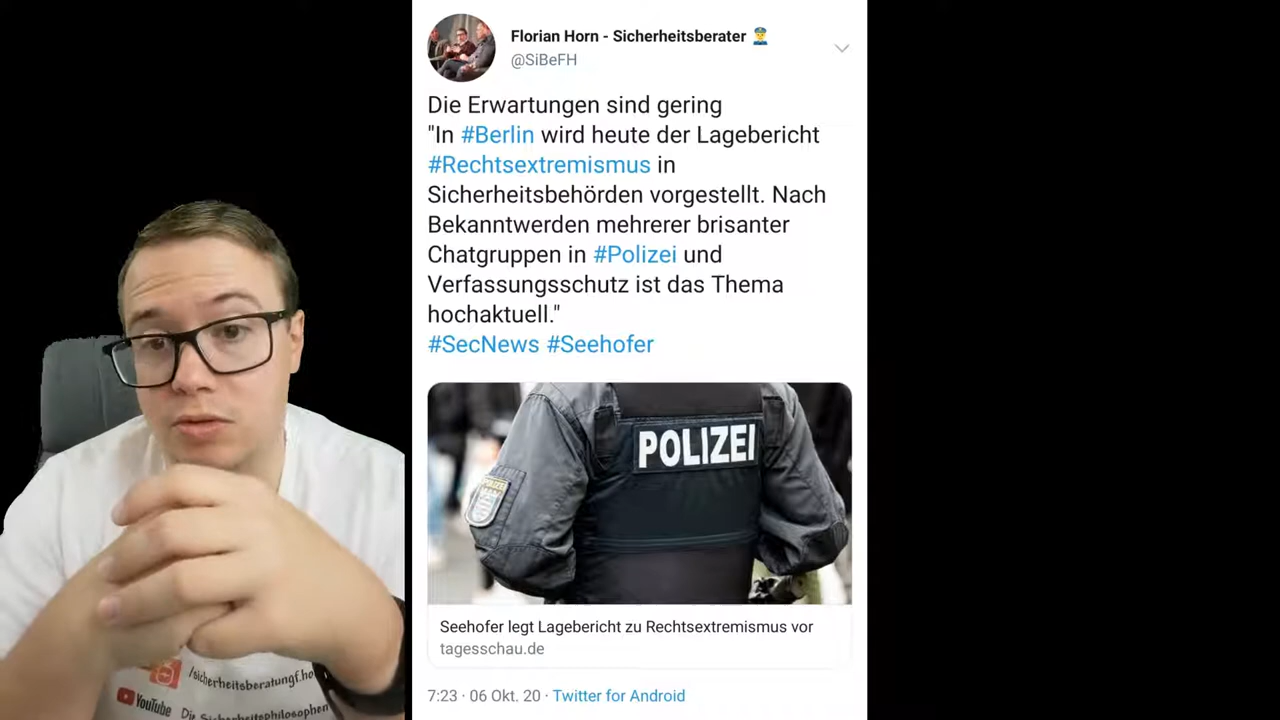 Florian Horn - Sicherheitsberater
@SiBeFH
Die Erwartungen sind gering
"In #Berlin wird heute der Lagebericht
#Rechtsextremismus in
Sicherheitsbehörden vorgestellt. Nach
Bekanntwerden mehrerer brisanter
Chatgruppen in #Polizei und
Verfassungsschutz ist das Thema
hochaktuell."
#SecNews #Seehofer
POLIZEI
Seehofer legt Lagebericht zu Rechtsextremismus vor
tagesschau.de
7:23 · 06 Okt. 20 · Twitter for Android
YouTube